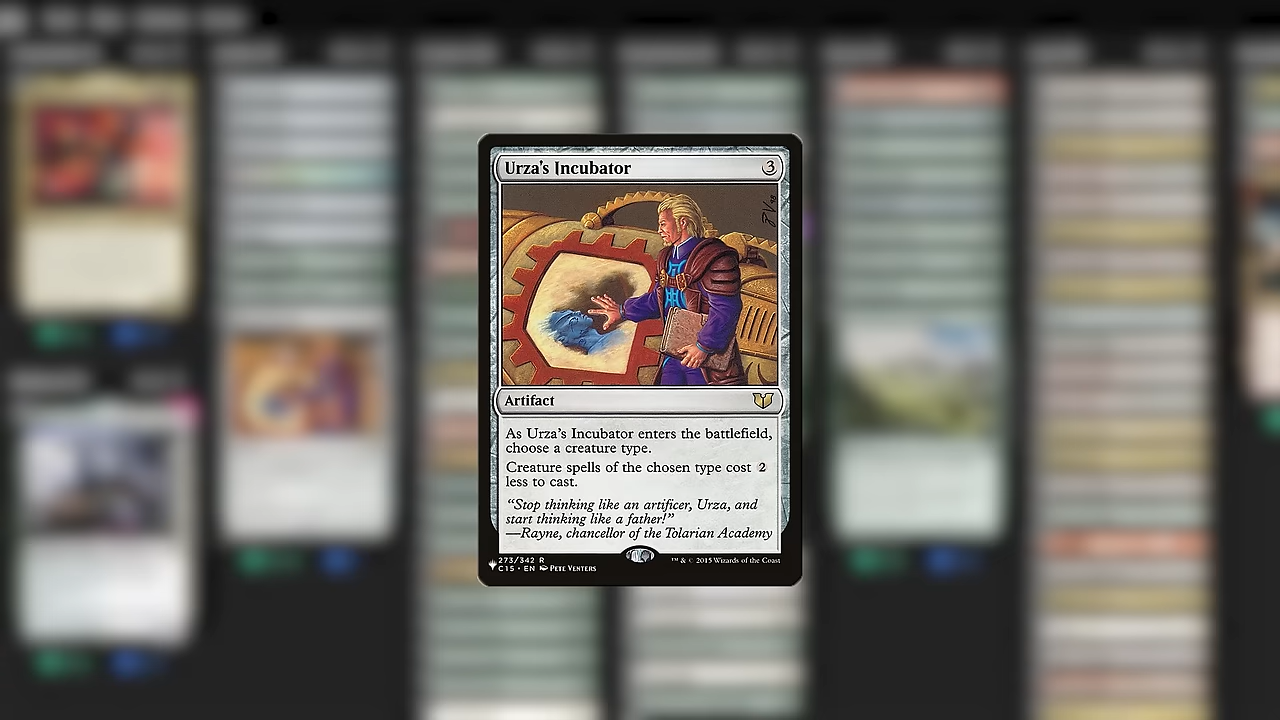 Urza's Incubator 3
PV 98
Artifact
As Urza's Incubator enters the battlefield,
choose a creature type.
Creature spells of the chosen type cost 2
less to cast.
"Stop thinking like an artificer, Urza, and
start thinking like a father!"
—Rayne, chancellor of the Tolarian Academy
273/342 R
C15 • EN Pete Venters
™ & © 2015 Wizards of the Coast